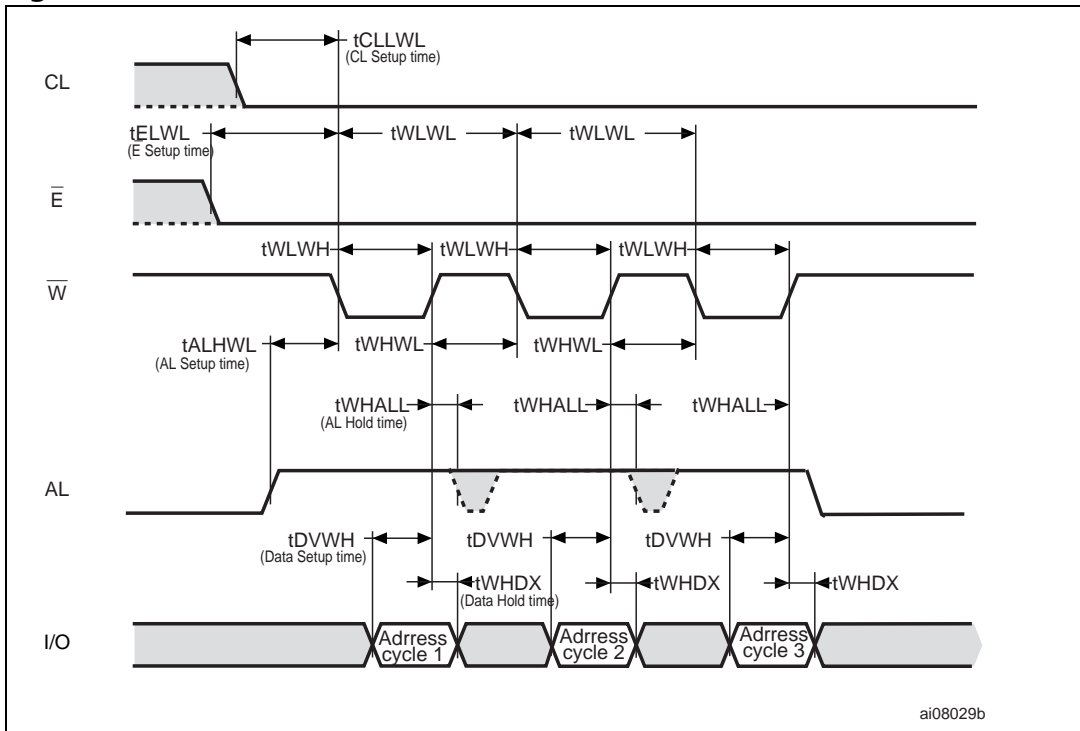 tCLLWL
(CL Setup time)
CL
tELWL
(E Setup time)
tWLWL
tWLWL
E
tWLWH
tWLWH
tWLWH
W
tALHWL
(AL Setup time)
tWHWL
tWHWL
tWHALL
(AL Hold time)
tWHALL
tWHALL
AL
tDVWH
(Data Setup time)
tDVWH
tDVWH
tWHDX
(Data Hold time)
tWHDX
tWHDX
I/O
Adrress
cycle 1
Adrress
cycle 2
Adrress
cycle 3
ai08029b